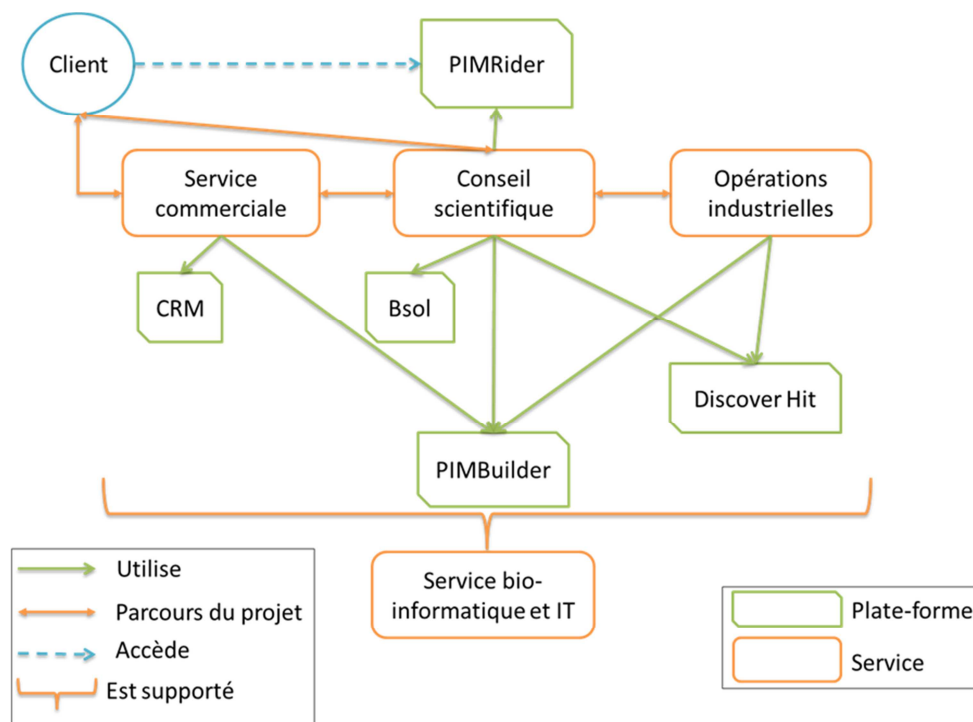 Client
PIMRider
Service
commerciale
Conseil
scientifique
Opérations
industrielles
CRM
Bsol
Discover Hit
PIMBuilder
Service bio-
informatique et IT
Utilise
Parcours du projet
Accède
Est supporté
Plate-forme
Service